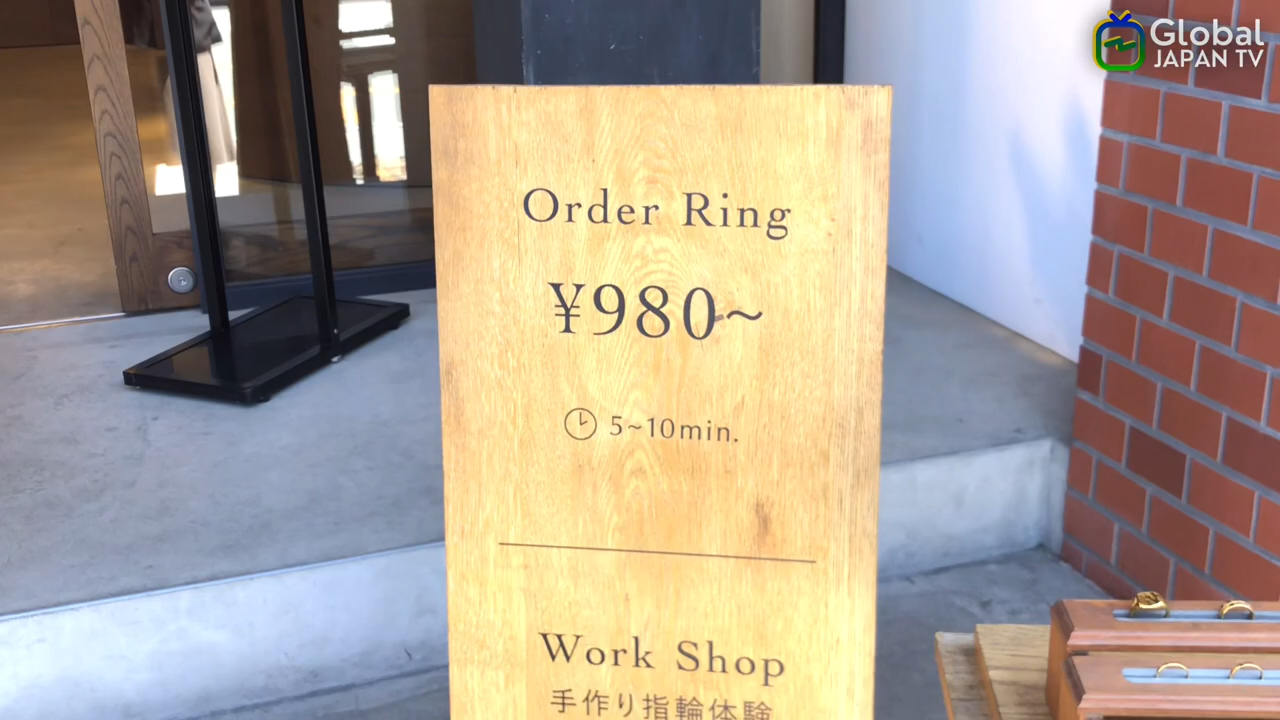 Global
JAPAN TV
Order Ring
¥980~
5~10min.
Work Shop
手作り指輪体験